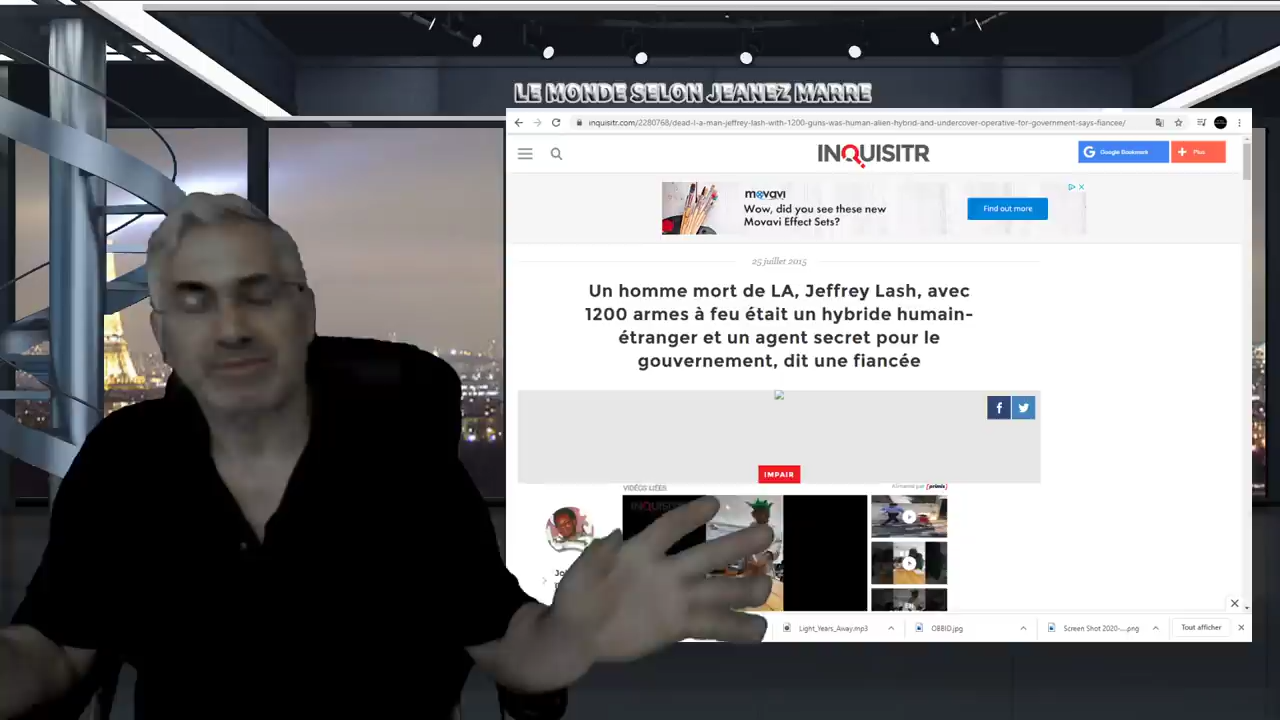 LE MONDE SELON JEANEZ MARRE
inquisitr.com/2280768/dead-l-a-man-jeffrey-lash-with-1200-guns-was-human-alien-hybrid-and-undercover-operative-for-government-says-fiancee/
INQUISITR
Google Bookmark
Plus
movavi
Wow, did you see these new
Movavi Effect Sets?
Find out more
25 juillet 2015
Un homme mort de LA, Jeffrey Lash, avec
1200 armes à feu était un hybride humain-
étranger et un agent secret pour le
gouvernement, dit une fiancée
IMPAIR
VIDÉOS LIÉES
Alimenté par [primis]
Light_Years_Away.mp3
OBBID.jpg
Screen Shot 2020-....png
Tout afficher